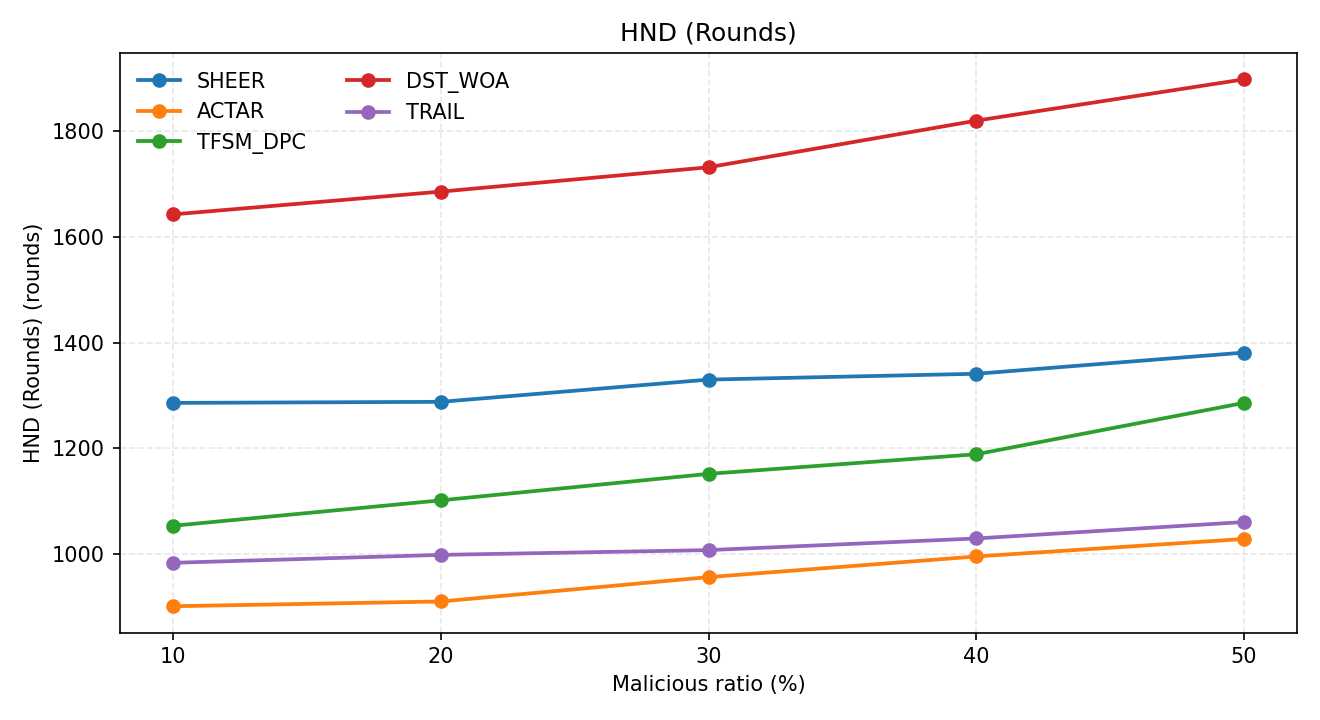 HND (Rounds)
SHEER
ACTAR
TFSM_DPC
DST_WOA
TRAIL
HND (Rounds) (rounds)
1800
1600
1400
1200
1000
10
20
30
40
50
Malicious ratio (%)